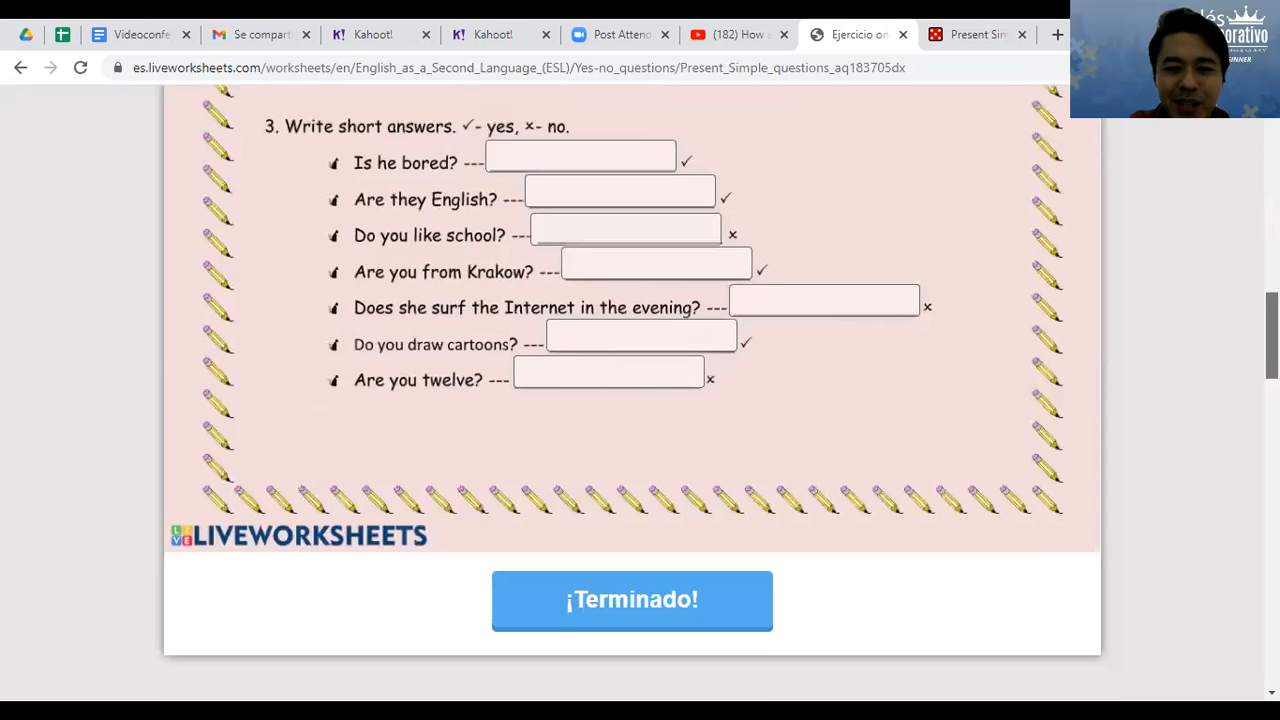 Videoconfe
Se compart
Kahoot!
Kahoot!
Post Attend
(182) How
Ejercicio on
Present Sim
es.liveworksheets.com/worksheets/en/English_as_a_Second_Language_(ESL)/Yes-no_questions/Present_Simple_questions_aq183705dx
3. Write short answers. ✓- yes, ×- no.
Is he bored? --- ✓
Are they English? --- ✓
Do you like school? --- ×
Are you from Krakow? --- ✓
Does she surf the Internet in the evening? --- ×
Do you draw cartoons? --- ✓
Are you twelve? --- ×
LIVEWORKSHEETS
¡Terminado!